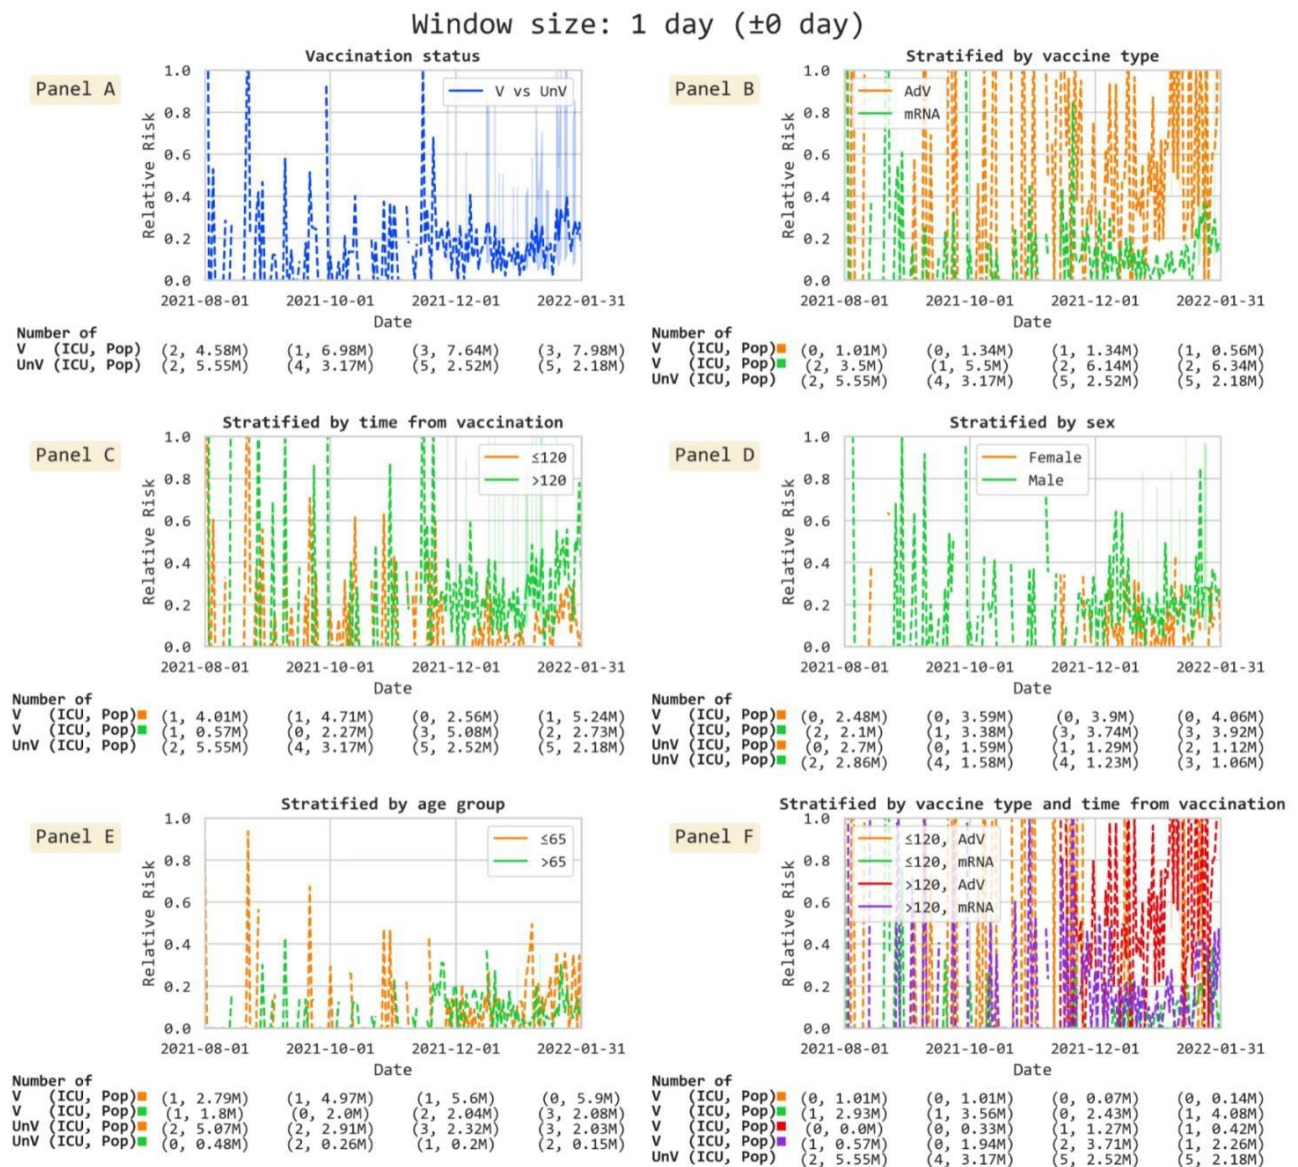 Window size: 1 day (±0 day)
Panel A
Vaccination status
1.0
0.8
0.6
0.4
0.2
0.0
Relative Risk
V vs UnV
2021-08-01 2021-10-01 2021-12-01 2022-01-31
Date
Number of
V (ICU, Pop) (2, 4.58M) (1, 6.98M) (3, 7.64M) (3, 7.98M)
UnV (ICU, Pop) (2, 5.55M) (4, 3.17M) (5, 2.52M) (5, 2.18M)
Panel B
Stratified by vaccine type
1.0
0.8
0.6
0.4
0.2
0.0
Relative Risk
AdV
mRNA
2021-08-01 2021-10-01 2021-12-01 2022-01-31
Date
Number of
V (ICU, Pop) (0, 1.01M) (0, 1.34M) (1, 1.34M) (1, 0.56M)
V (ICU, Pop) (2, 3.5M) (1, 5.5M) (2, 6.14M) (2, 6.34M)
UnV (ICU, Pop) (2, 5.55M) (4, 3.17M) (5, 2.52M) (5, 2.18M)
Panel C
Stratified by time from vaccination
1.0
0.8
0.6
0.4
0.2
0.0
Relative Risk
≤120
>120
2021-08-01 2021-10-01 2021-12-01 2022-01-31
Date
Number of
V (ICU, Pop) (1, 4.01M) (1, 4.71M) (0, 2.56M) (1, 5.24M)
V (ICU, Pop) (1, 0.57M) (0, 2.27M) (3, 5.08M) (2, 2.73M)
UnV (ICU, Pop) (2, 5.55M) (4, 3.17M) (5, 2.52M) (5, 2.18M)
Panel D
Stratified by sex
1.0
0.8
0.6
0.4
0.2
0.0
Relative Risk
Female
Male
2021-08-01 2021-10-01 2021-12-01 2022-01-31
Date
Number of
V (ICU, Pop) (0, 2.48M) (0, 3.59M) (0, 3.9M) (0, 4.06M)
V (ICU, Pop) (2, 2.1M) (1, 3.38M) (3, 3.74M) (3, 3.92M)
UnV (ICU, Pop) (0, 2.7M) (0, 1.59M) (1, 1.29M) (2, 1.12M)
UnV (ICU, Pop) (2, 2.86M) (4, 1.58M) (4, 1.23M) (3, 1.06M)
Panel E
Stratified by age group
1.0
0.8
0.6
0.4
0.2
0.0
Relative Risk
≤65
>65
2021-08-01 2021-10-01 2021-12-01 2022-01-31
Date
Number of
V (ICU, Pop) (1, 2.79M) (1, 4.97M) (1, 5.6M) (0, 5.9M)
V (ICU, Pop) (1, 1.8M) (0, 2.0M) (2, 2.04M) (3, 2.08M)
UnV (ICU, Pop) (2, 5.07M) (2, 2.91M) (3, 2.32M) (3, 2.03M)
UnV (ICU, Pop) (0, 0.48M) (2, 0.26M) (1, 0.2M) (2, 0.15M)
Panel F
Stratified by vaccine type and time from vaccination
1.0
0.8
0.6
0.4
0.2
0.0
Relative Risk
≤120, AdV
≤120, mRNA
>120, AdV
>120, mRNA
2021-08-01 2021-10-01 2021-12-01 2022-01-31
Date
Number of
V (ICU, Pop) (0, 1.01M) (0, 1.01M) (0, 0.07M) (0, 0.14M)
V (ICU, Pop) (1, 2.93M) (1, 3.56M) (0, 2.43M) (1, 4.08M)
V (ICU, Pop) (0, 0.0M) (0, 0.33M) (1, 1.27M) (1, 0.42M)
V (ICU, Pop) (1, 0.57M) (0, 1.94M) (2, 3.71M) (1, 2.26M)
UnV (ICU, Pop) (2, 5.55M) (4, 3.17M) (5, 2.52M) (5, 2.18M)